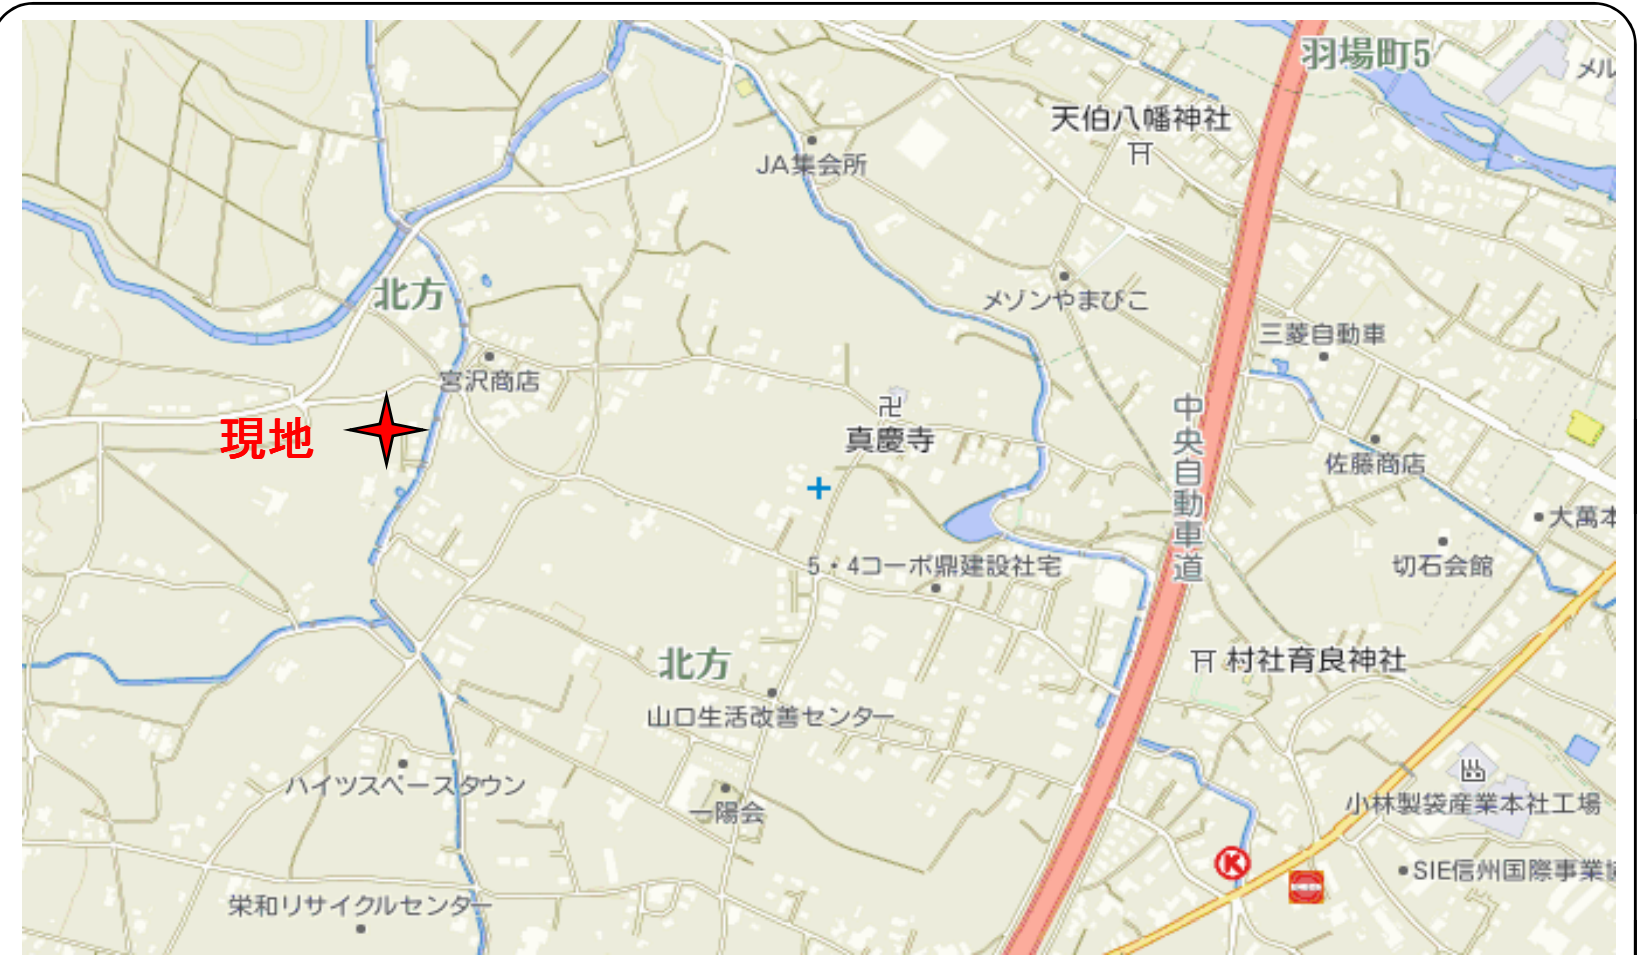 羽場町5
メル
天伯八幡神社
JA集会所
北方
メゾンやまびこ
三菱自動車
宮沢商店
現地
真慶寺
中央自動車道
佐藤商店
大萬本
5・4コーポ鼎建設社宅
切石会館
北方
村社育良神社
山口生活改善センター
ハイツスペースタウン
一陽会
小林製袋産業本社工場
K
SIE信州国際事業協
栄和リサイクルセンター